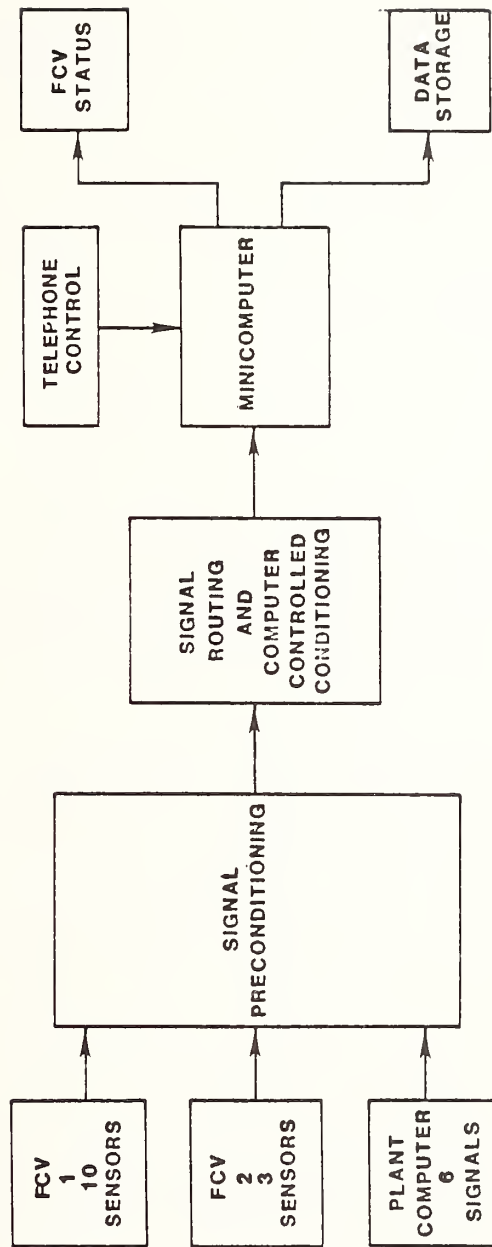 FCV
1
10
SENSORS
FCV
2
3
SENSORS
PLANT
COMPUTER
6
SIGNALS
SIGNAL
PRECONDITIONING
SIGNAL
ROUTING
AND
COMPUTER
CONTROLLED
CONDITIONING
TELEPHONE
CONTROL
MINICOMPUTER
FCV
STATUS
DATA
STORAGE